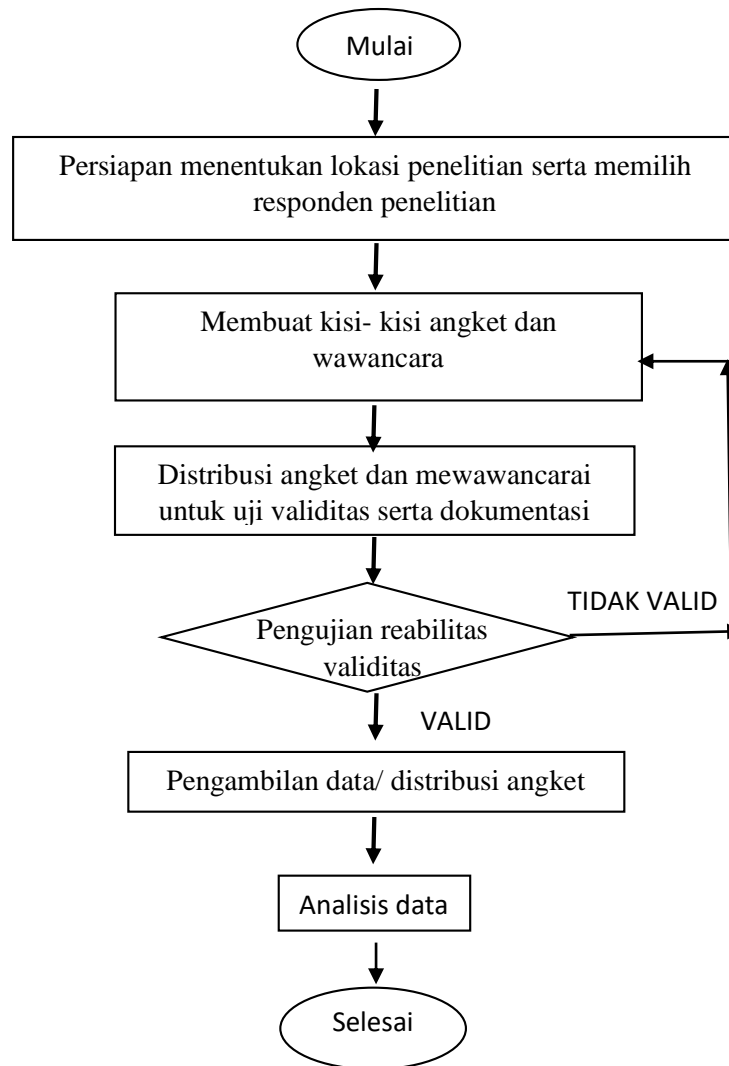 Mulai
Persiapan menentukan lokasi penelitian serta memilih
responden penelitian
Membuat kisi- kisi angket dan
wawancara
Distribusi angket dan mewawancarai
untuk uji validitas serta dokumentasi
TIDAK VALID
Pengujian reabilitas
validitas
VALID
Pengambilan data/ distribusi angket
Analisis data
Selesai